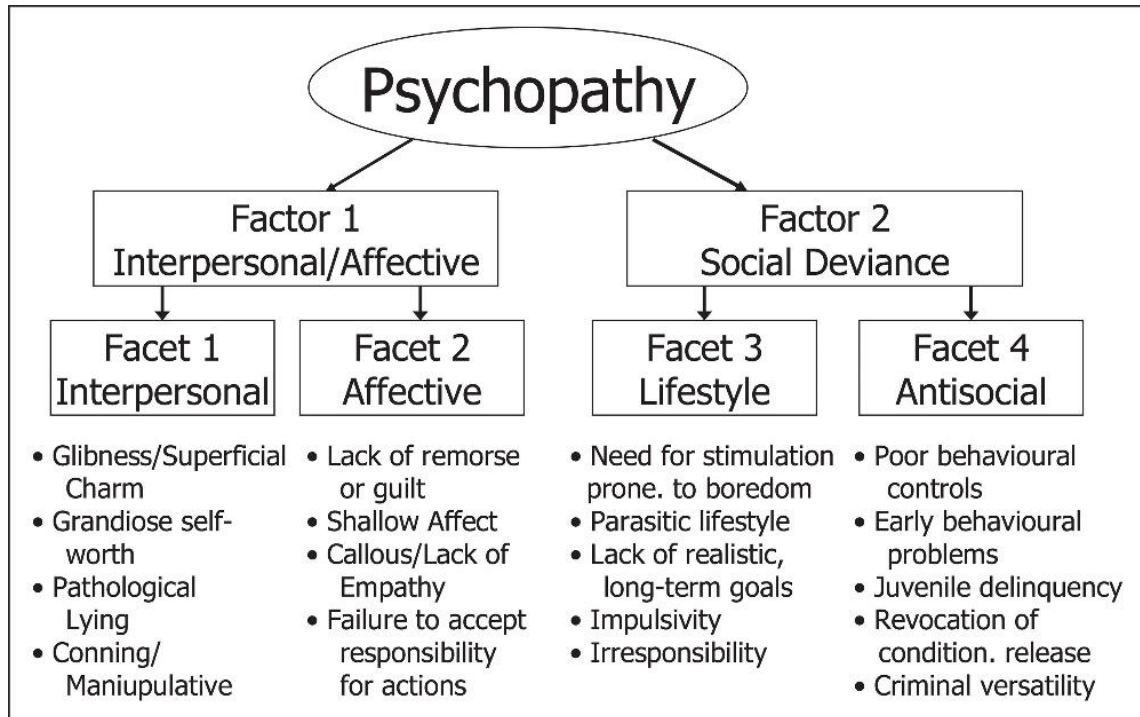 Psychopathy
Factor 1
Interpersonal/Affective
Factor 2
Social Deviance
Facet 1
Interpersonal
Facet 2
Affective
Facet 3
Lifestyle
Facet 4
Antisocial
• Glibness/Superficial
Charm
• Grandiose self-
worth
• Pathological
Lying
• Conning/
Maniupulative
• Lack of remorse
or guilt
• Shallow Affect
• Callous/Lack of
Empathy
• Failure to accept
responsibility
for actions
• Need for stimulation
prone. to boredom
• Parasitic lifestyle
• Lack of realistic,
long-term goals
• Impulsivity
• Irresponsibility
• Poor behavioural
controls
• Early behavioural
problems
• Juvenile delinquency
• Revocation of
condition. release
• Criminal versatility